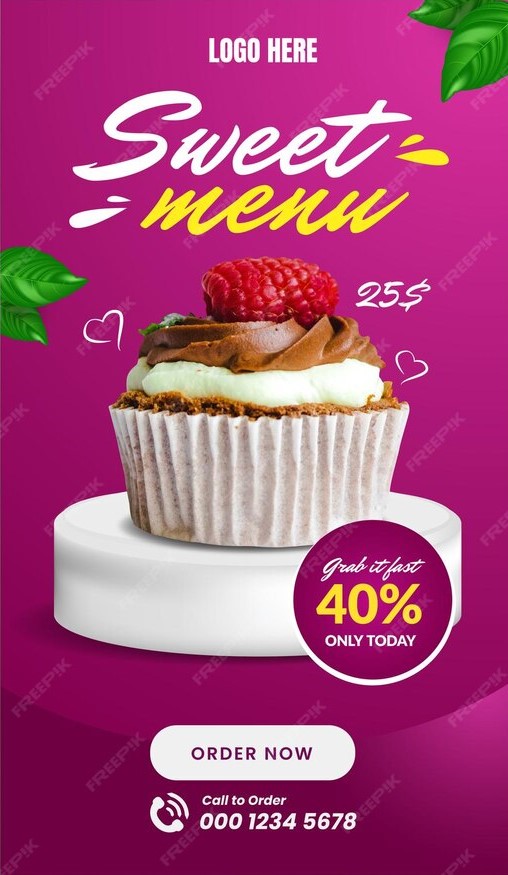 LOGO HERE
Sweet
menu
25$
Grab it fast
40%
ONLY TODAY
ORDER NOW
Call to Order
000 1234 5678
FREEPIK